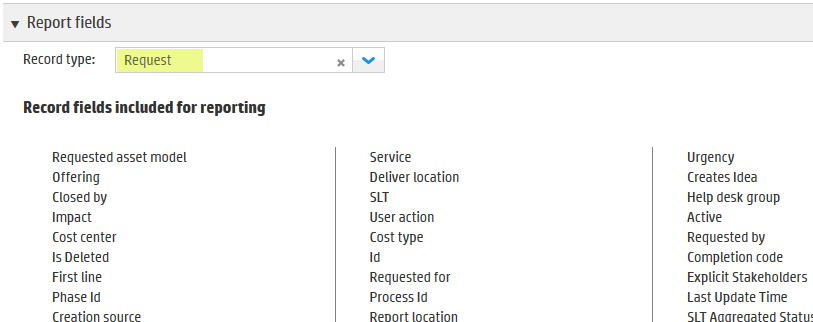 Report fields
Record type:
Request
Record fields included for reporting
Requested asset model
Offering
Closed by
Impact
Cost center
Is Deleted
First line
Phase Id
Creation source
Service
Deliver location
SLT
User action
Cost type
Id
Requested for
Process Id
Report location
Urgency
Creates Idea
Help desk group
Active
Requested by
Completion code
Explicit Stakeholders
Last Update Time
SLT Aggregated Status